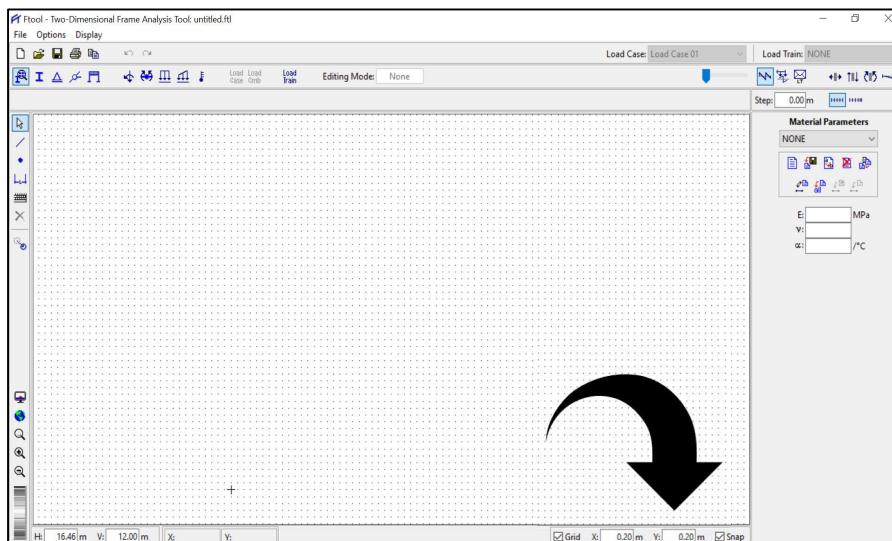 Ftool - Two-Dimensional Frame Analysis Tool: untitled.ftl
File Options Display
Load Case: Load Case 01 Load Train: NONE
Load Case Load Cmb Load Train Editing Mode: None
Step: 0.00 m
Material Parameters
NONE
E: MPa
ν:
α: /°C
H: 16.46 m V: 12.00 m X: Y: Grid X: 0.20 m Y: 0.20 m Snap